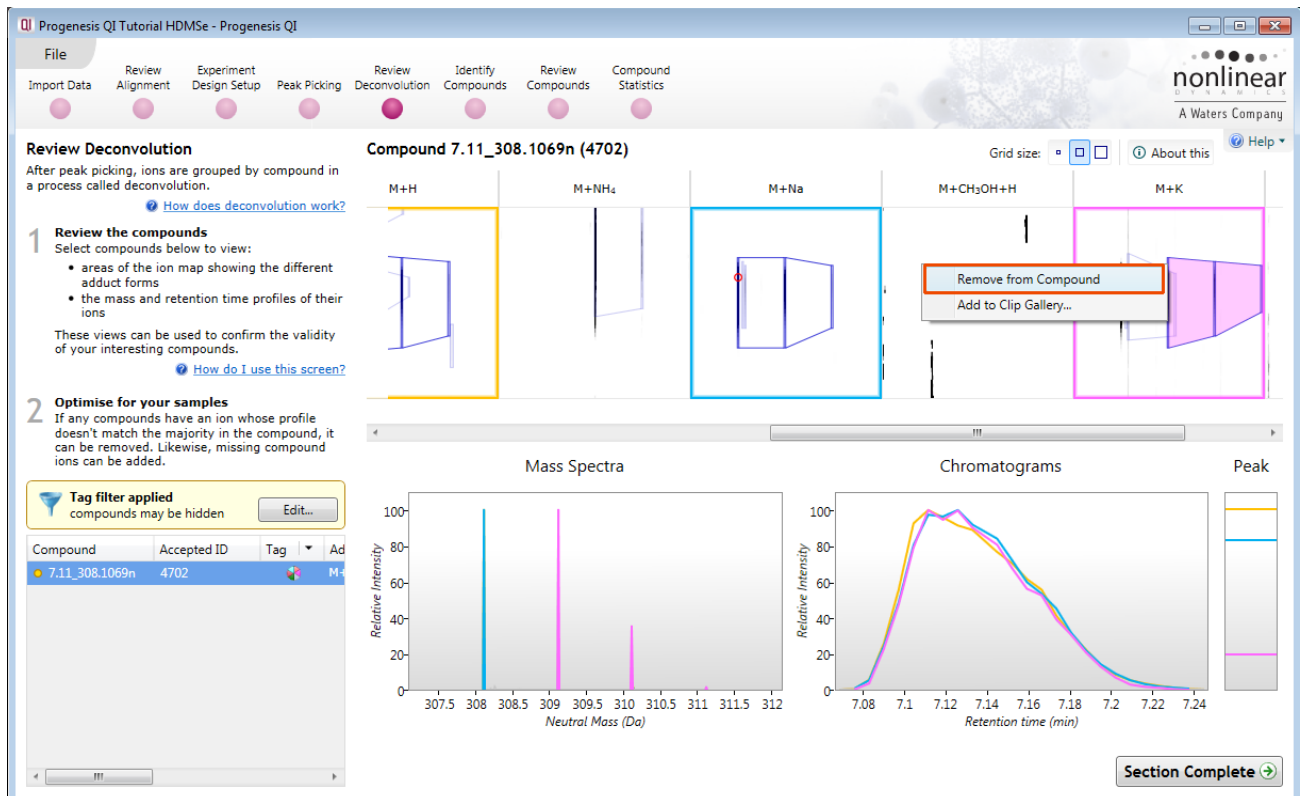 Progenesis QI Tutorial HDMSe - Progenesis QI
File
Import Data
Review Alignment
Experiment Design Setup
Peak Picking
Review Deconvolution
Identify Compounds
Review Compounds
Compound Statistics
nonlinear
DYNAMICS
A Waters Company
Help
Review Deconvolution
After peak picking, ions are grouped by compound in
a process called deconvolution.
How does deconvolution work?
1 Review the compounds
Select compounds below to view:
• areas of the ion map showing the different
adduct forms
• the mass and retention time profiles of their
ions
These views can be used to confirm the validity
of your interesting compounds.
How do I use this screen?
2 Optimise for your samples
If any compounds have an ion whose profile
doesn't match the majority in the compound, it
can be removed. Likewise, missing compound
ions can be added.
Tag filter applied
compounds may be hidden
Edit...
Compound Accepted ID Tag Ad
7.11_308.1069n 4702 M+
Compound 7.11_308.1069n (4702)
Grid size:
About this
M+H M+NH₄ M+Na M+CH₃OH+H M+K
Remove from Compound
Add to Clip Gallery...
Mass Spectra
100
80
60
40
20
0
Relative Intensity
307.5 308 308.5 309 309.5 310 310.5 311 311.5 312
Neutral Mass (Da)
Chromatograms
100
80
60
40
20
0
Relative Intensity
7.08 7.1 7.12 7.14 7.16 7.18 7.2 7.22 7.24
Retention time (min)
Peak
Section Complete